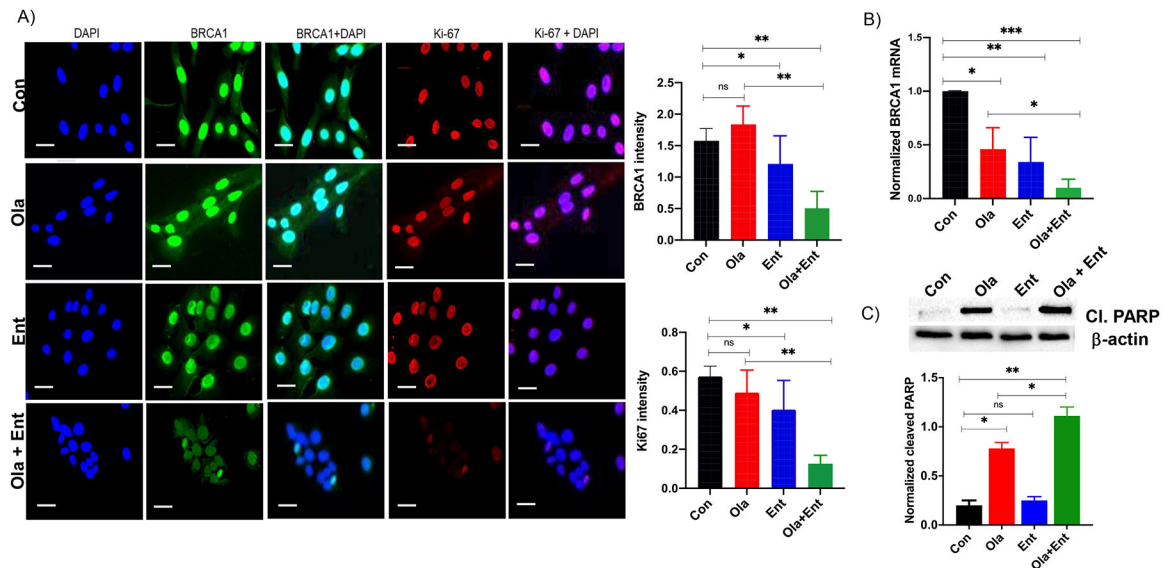 A)
DAPI BRCA1 BRCA1+DAPI Ki-67 Ki-67 + DAPI
Con
Ola
Ent
Ola + Ent
BRCA1 intensity
2.5
2.0
1.5
1.0
0.5
0.0
**
*
**
ns
Con Ola Ent Ola+Ent
Ki67 intensity
0.6
0.4
0.2
0.0
**
*
ns
**
Con Ola Ent Ola+Ent
B)
Normalized BRCA1 mRNA
1.5
1.0
0.5
0.0
***
**
*
*
Con Ola Ent Ola+Ent
C)
Con Ola Ent Ola + Ent
Cl. PARP
β-actin
Normalized cleaved PARP
1.5
1.0
0.5
0.0
**
*
ns
*
Con Ola Ent Ola+Ent